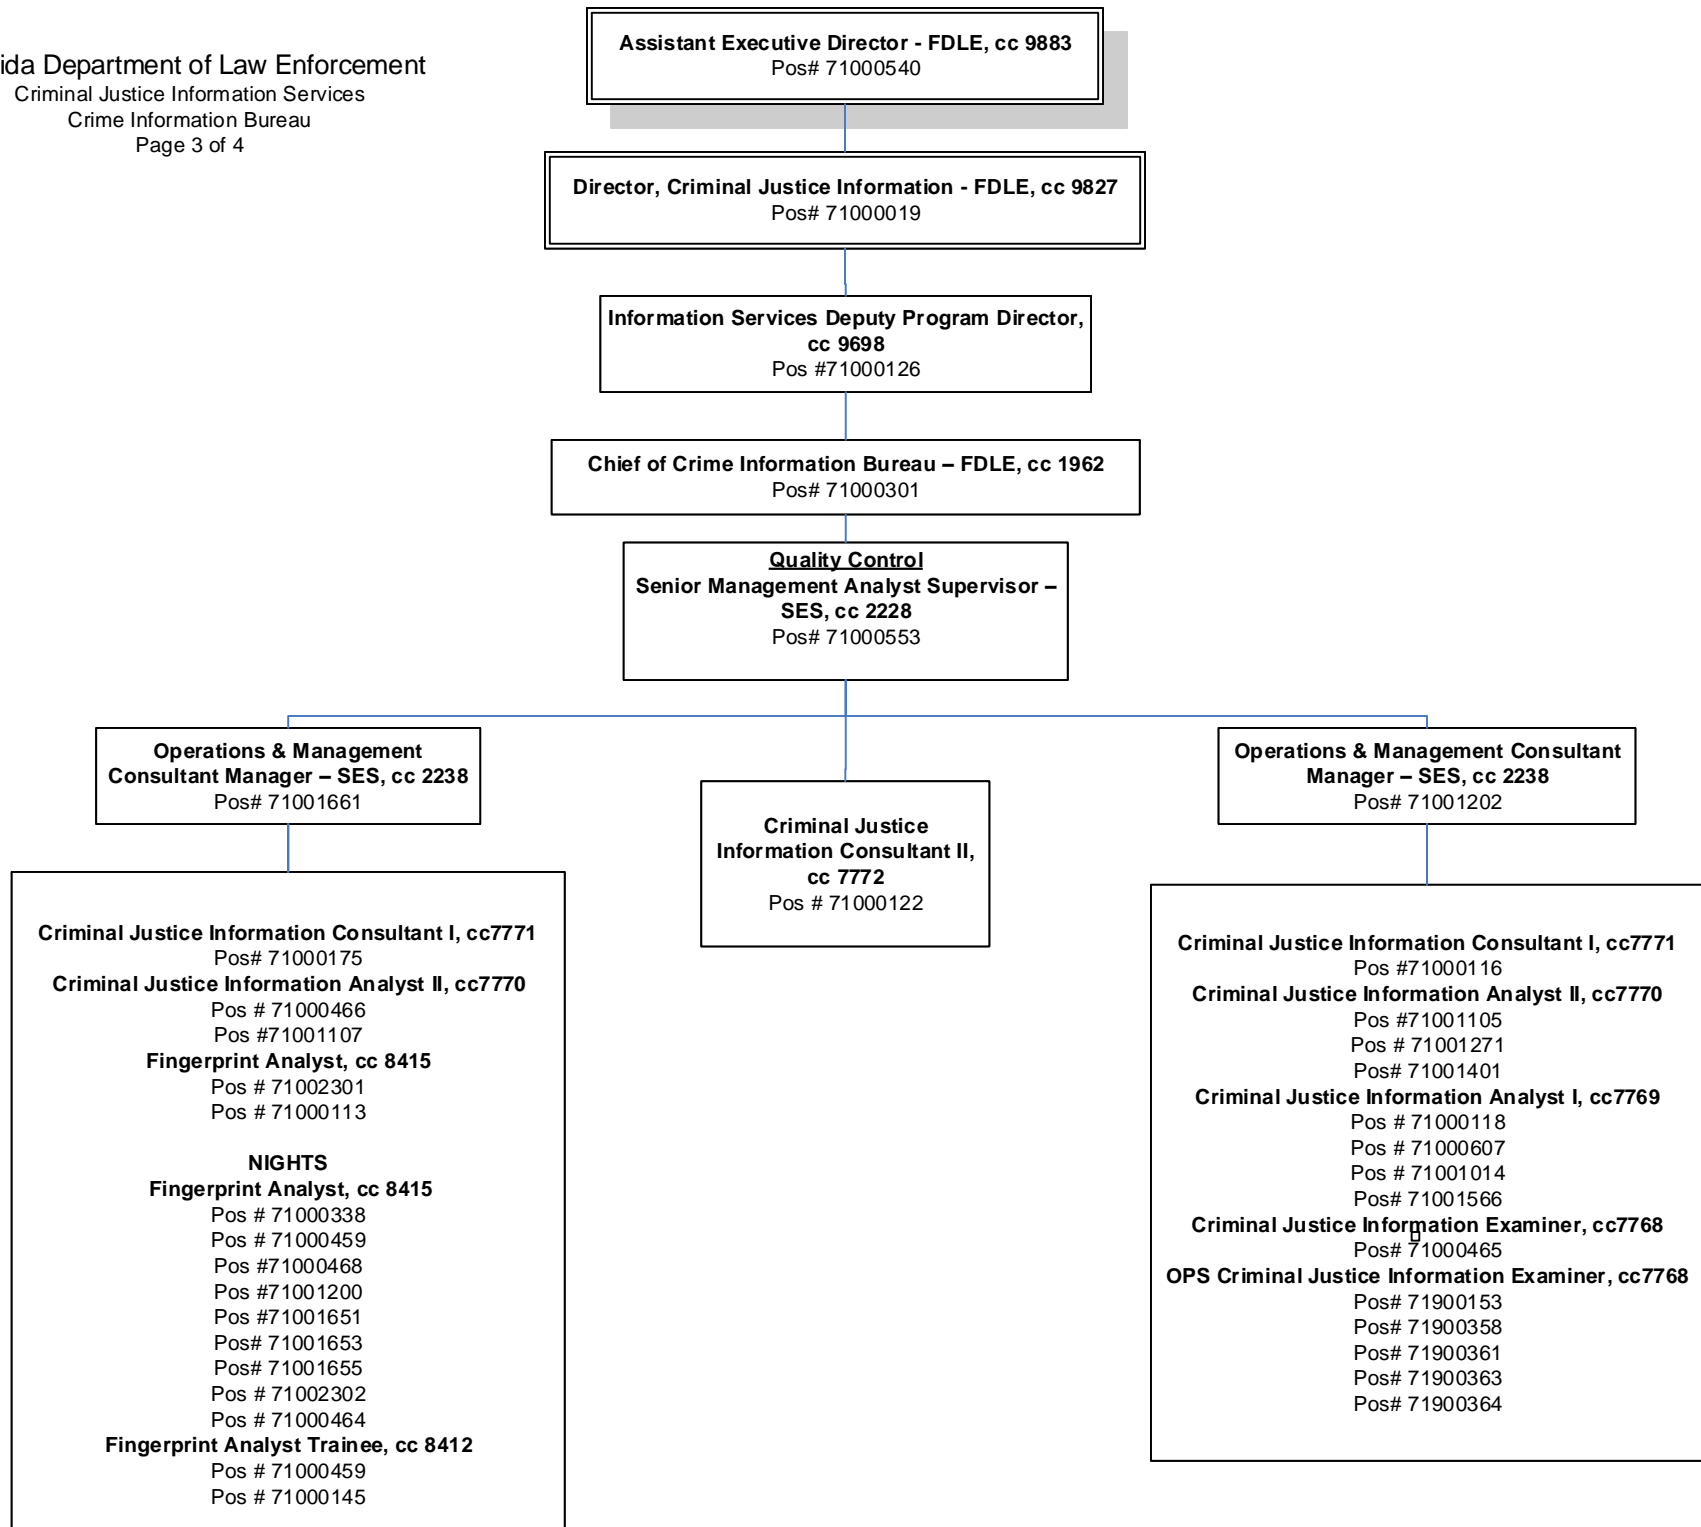 ida Department of Law Enforcement
Criminal Justice Information Services
Crime Information Bureau
Page 3 of 4
Assistant Executive Director - FDLE, cc 9883
Pos# 71000540
Director, Criminal Justice Information - FDLE, cc 9827
Pos# 71000019
Information Services Deputy Program Director,
cc 9698
Pos #71000126
Chief of Crime Information Bureau – FDLE, cc 1962
Pos# 71000301
Quality Control
Senior Management Analyst Supervisor –
SES, cc 2228
Pos# 71000553
Operations & Management
Consultant Manager – SES, cc 2238
Pos# 71001661
Criminal Justice
Information Consultant II,
cc 7772
Pos # 71000122
Operations & Management Consultant
Manager – SES, cc 2238
Pos# 71001202
Criminal Justice Information Consultant I, cc7771
Pos# 71000175
Criminal Justice Information Analyst II, cc7770
Pos # 71000466
Pos #71001107
Fingerprint Analyst, cc 8415
Pos # 71002301
Pos # 71000113
NIGHTS
Fingerprint Analyst, cc 8415
Pos # 71000338
Pos # 71000459
Pos #71000468
Pos #71001200
Pos #71001651
Pos# 71001653
Pos# 71001655
Pos # 71002302
Pos # 71000464
Fingerprint Analyst Trainee, cc 8412
Pos # 71000459
Pos # 71000145
Criminal Justice Information Consultant I, cc7771
Pos #71000116
Criminal Justice Information Analyst II, cc7770
Pos #71001105
Pos # 71001271
Pos# 71001401
Criminal Justice Information Analyst I, cc7769
Pos # 71000118
Pos # 71000607
Pos # 71001014
Pos# 71001566
Criminal Justice Information Examiner, cc7768
Pos# 71000465
OPS Criminal Justice Information Examiner, cc7768
Pos# 71900153
Pos# 71900358
Pos# 71900361
Pos# 71900363
Pos# 71900364